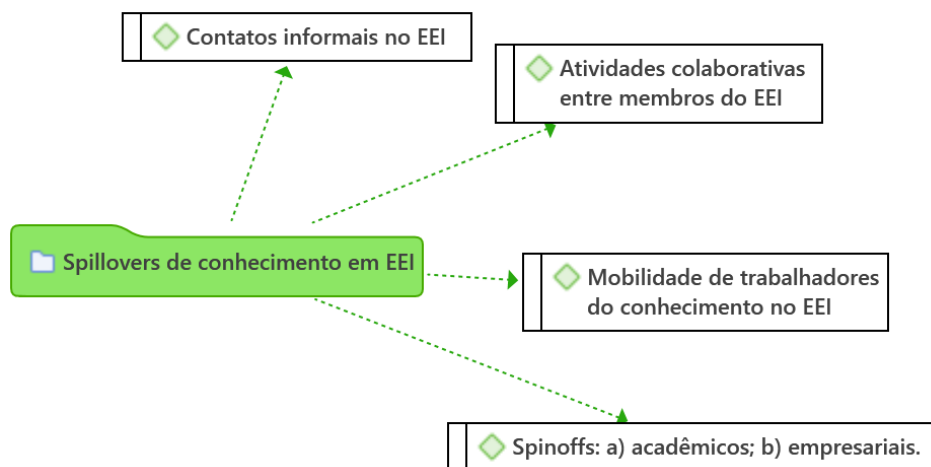 Contatos informais no EEI
Atividades colaborativas
entre membros do EEI
Spillovers de conhecimento em EEI
Mobilidade de trabalhadores
do conhecimento no EEI
Spinoffs: a) acadêmicos; b) empresariais.